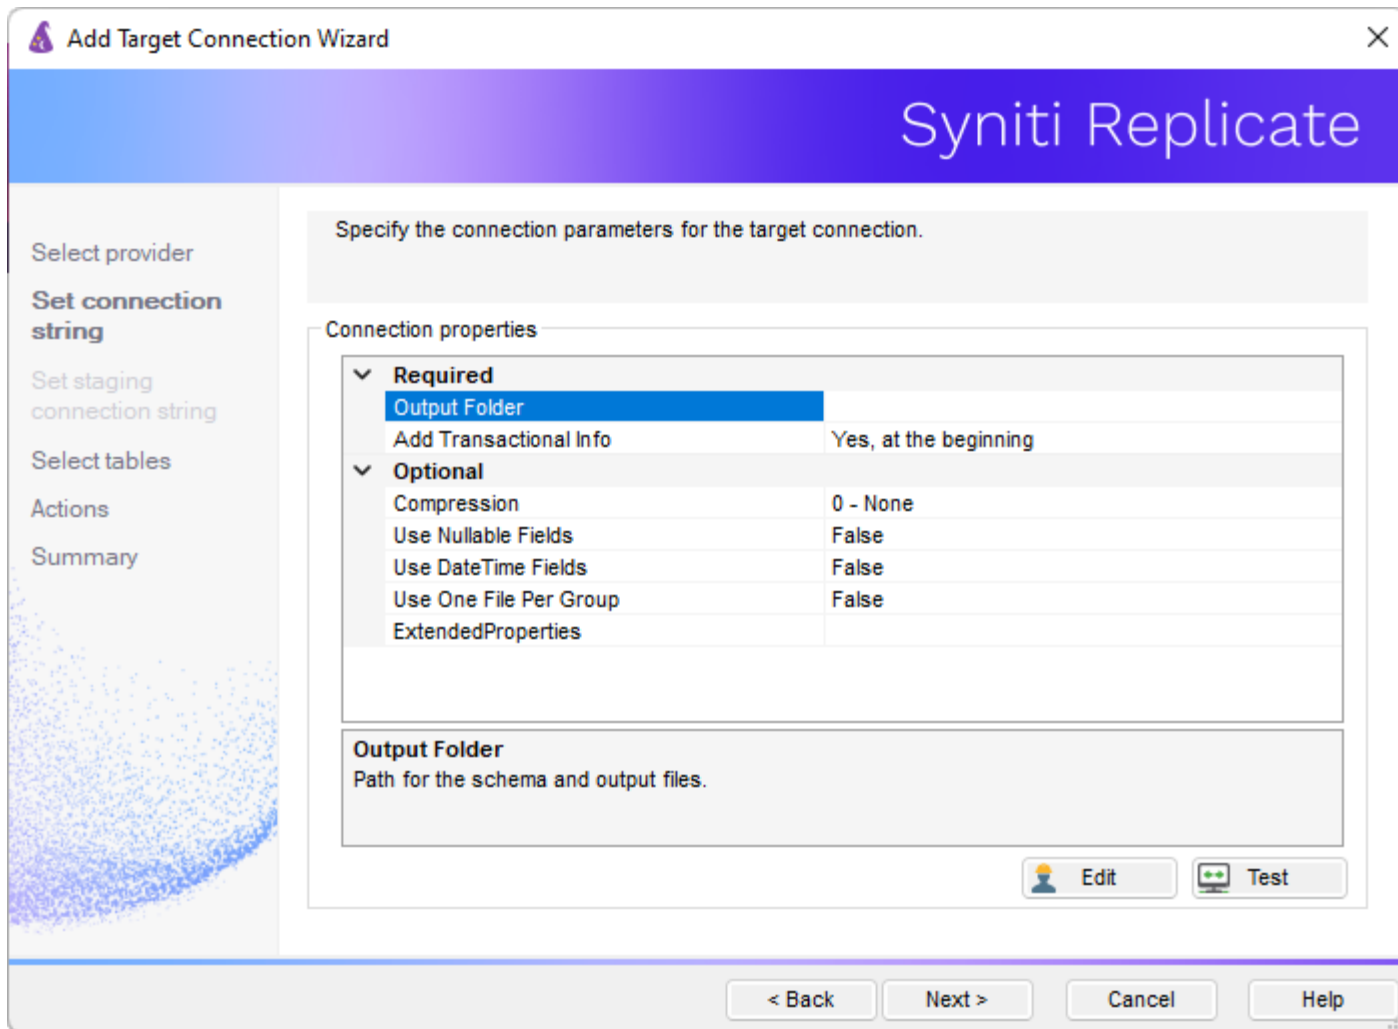 Add Target Connection Wizard
Syniti Replicate
Select provider
Set connection
string
Set staging
connection string
Select tables
Actions
Summary
Specify the connection parameters for the target connection.
Connection properties
Required
Output Folder
Add Transactional Info Yes, at the beginning
Optional
Compression 0 - None
Use Nullable Fields False
Use DateTime Fields False
Use One File Per Group False
ExtendedProperties
Output Folder
Path for the schema and output files.
Edit Test
< Back Next > Cancel Help